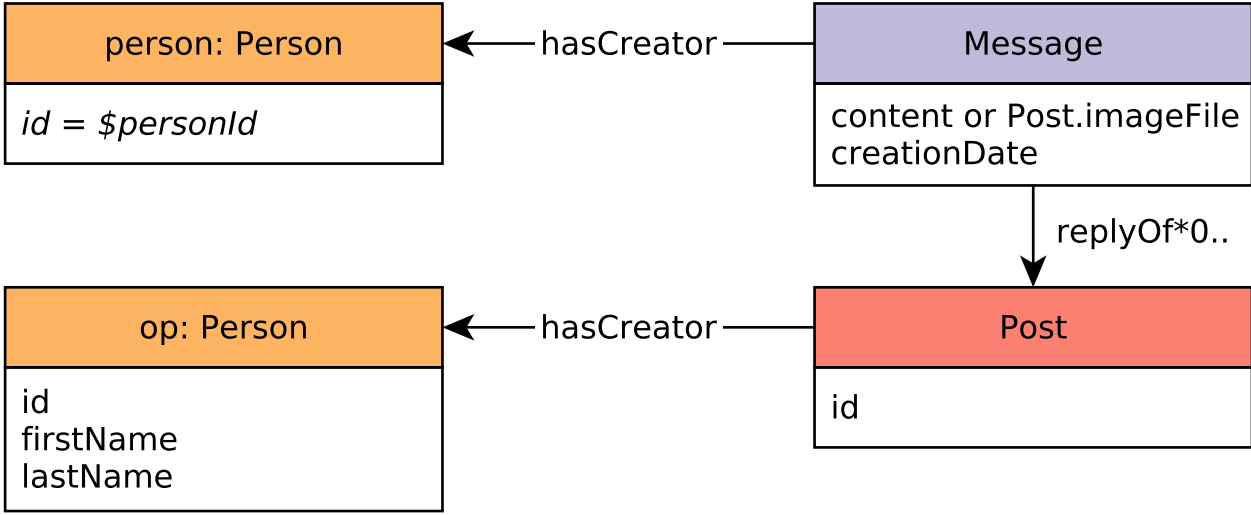 person: Person
id = $personId
hasCreator
Message
content or Post.imageFile
creationDate
replyOf*0..
op: Person
id
firstName
lastName
hasCreator
Post
id